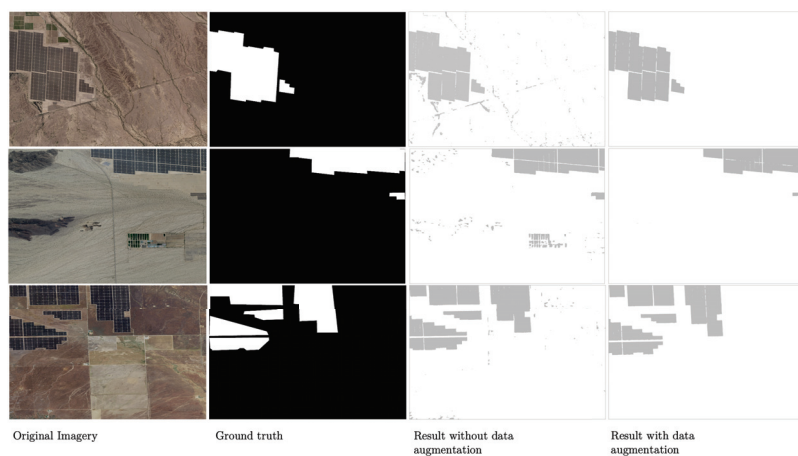 Original Imagery
Ground truth
Result without data
augmentation
Result with data
augmentation